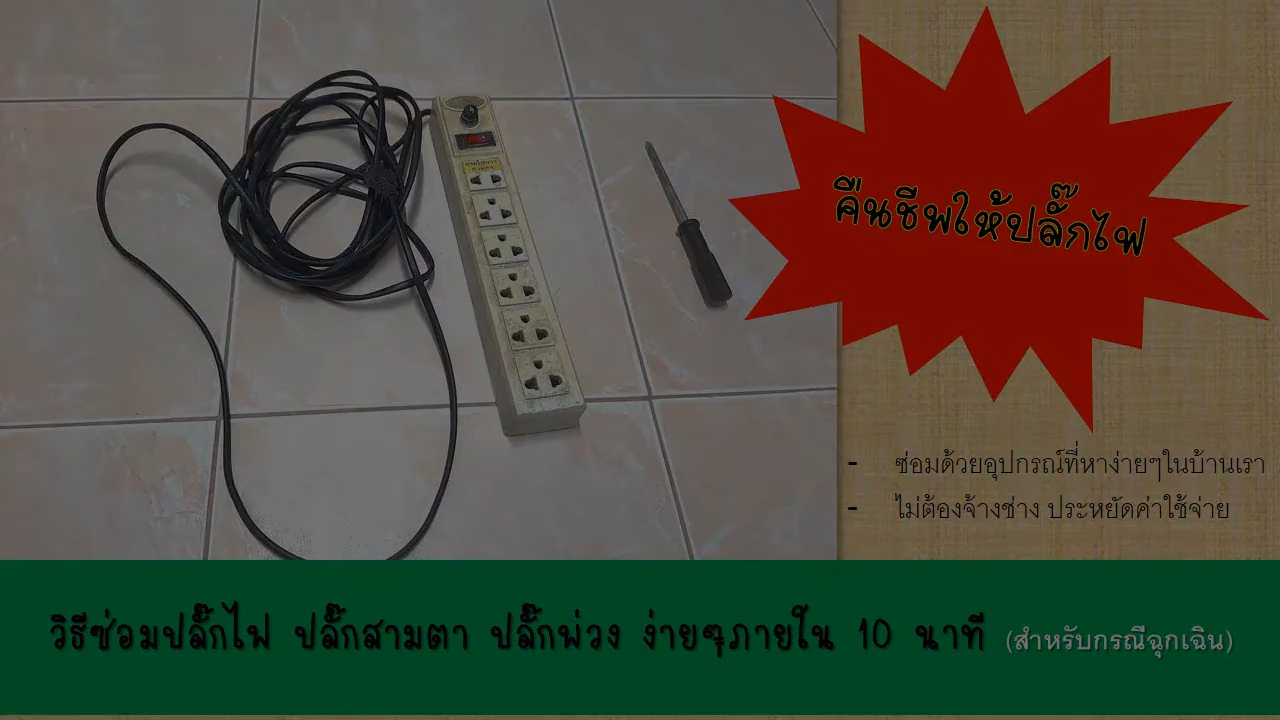 คืนชีพให้ปลั๊กไฟ
- ซ่อมด้วยอุปกรณ์ที่หาง่ายๆในบ้านเรา
- ไม่ต้องจ้างช่าง ประหยัดค่าใช้จ่าย
วิธีซ่อมปลั๊กไฟ ปลั๊กสามตา ปลั๊กพ่วง ง่ายๆภายใน 10 นาที (สำหรับกรณีฉุกเฉิน)